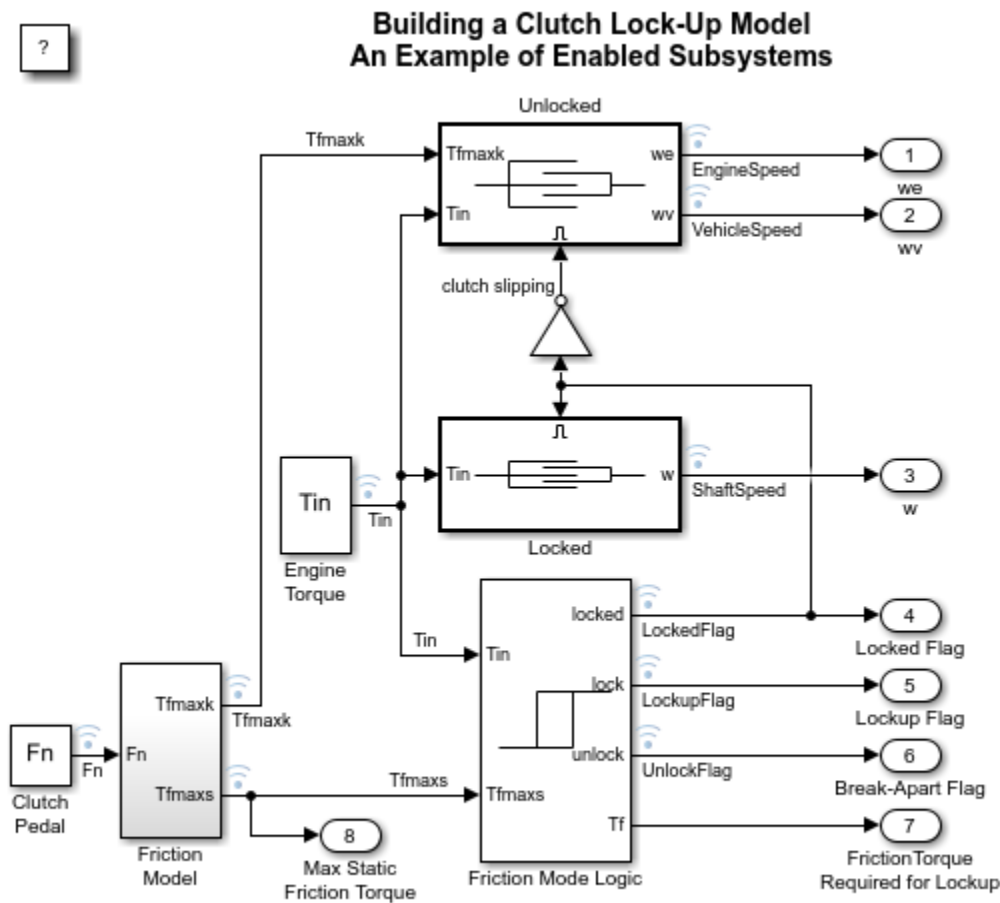 ?
Building a Clutch Lock-Up Model
An Example of Enabled Subsystems
Unlocked
Tfmaxk
Tfmaxk
we
EngineSpeed
1
we
Tin
wv
VehicleSpeed
2
wv
clutch slipping
Tin
Tin
Engine
Torque
Tin
w
ShaftSpeed
3
w
Locked
Tin
Tin
locked
LockedFlag
4
Locked Flag
lock
LockupFlag
5
Lockup Flag
unlock
UnlockFlag
6
Break-Apart Flag
Tfmaxs
Tfmaxs
Tf
7
FrictionTorque
Required for Lockup
Friction Mode Logic
Fn
Fn
Clutch
Pedal
Fn
Tfmaxk
Tfmaxk
Tfmaxs
Friction
Model
8
Max Static
Friction Torque